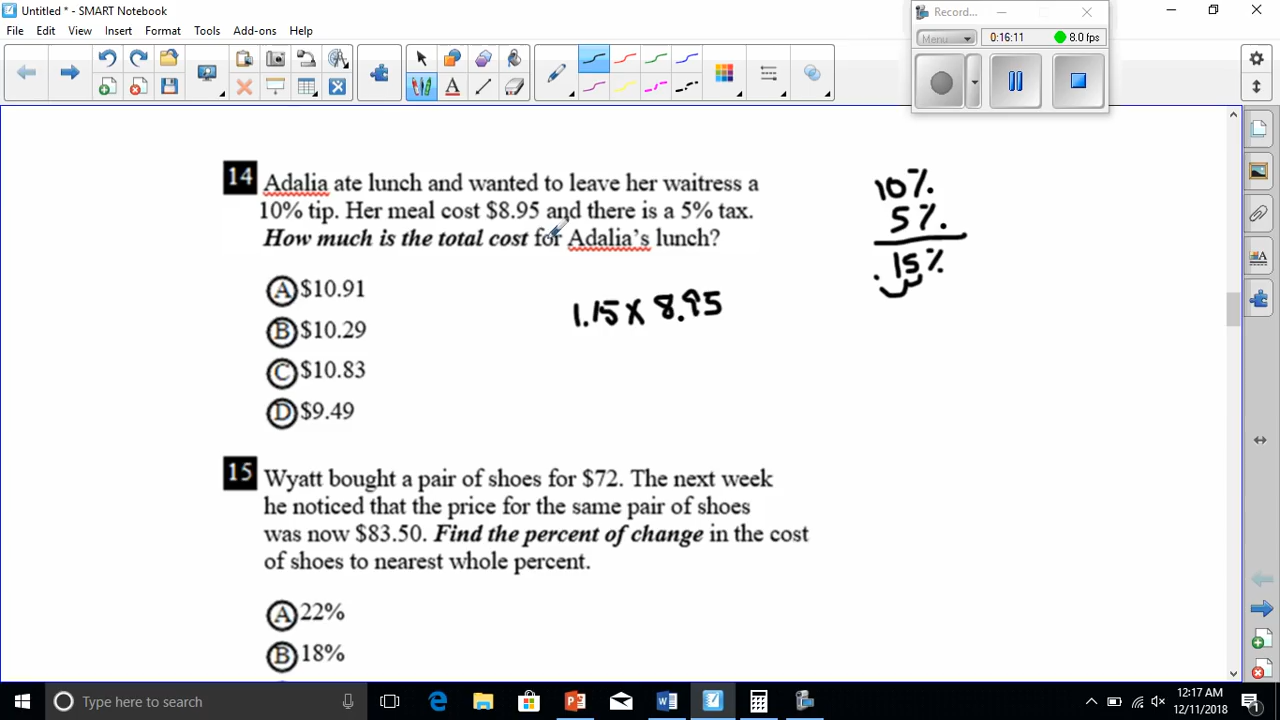 Untitled * - SMART Notebook
Record...
File Edit View Insert Format Tools Add-ons Help
Menu 0:16:11 8.0 fps
14 Adalia ate lunch and wanted to leave her waitress a
10% tip. Her meal cost $8.95 and there is a 5% tax.
How much is the total cost for Adalia's lunch?
10%
5%
.15%
A $10.91
1.15 x 8.95
B $10.29
C $10.83
D $9.49
15 Wyatt bought a pair of shoes for $72. The next week
he noticed that the price for the same pair of shoes
was now $83.50. Find the percent of change in the cost
of shoes to nearest whole percent.
A 22%
B 18%
Type here to search
12:17 AM
12/11/2018